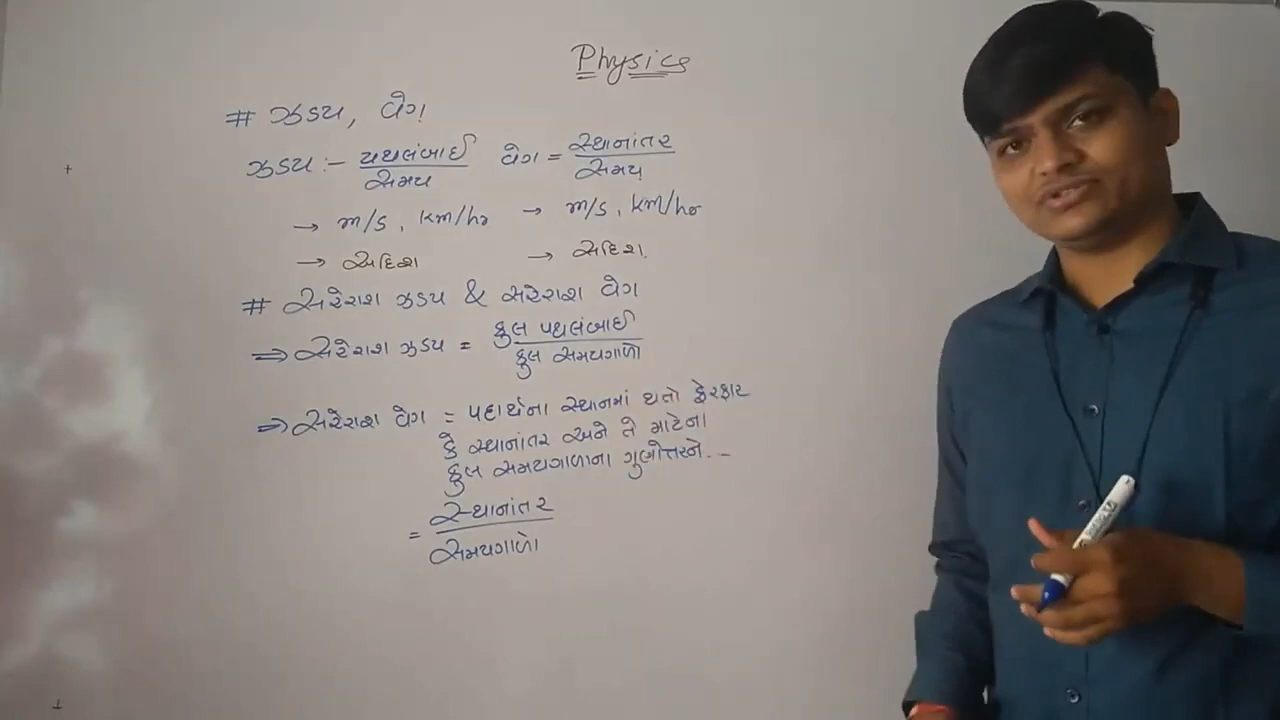 Physics
# ઝડપ, વેગ
ઝડપ :- પથલંબાઈ / સમય વેગ = સ્થાનાંતર / સમય
→ m/s, km/hr → m/s, km/hr
→ અદિશ → સદિશ.
# સરેરાશ ઝડપ & સરેરાશ વેગ
⇒ સરેરાશ ઝડપ = કુલ પથલંબાઈ / કુલ સમયગાળો
⇒ સરેરાશ વેગ = પદાર્થના સ્થાનમાં થતો ફેરફાર
કે સ્થાનાંતર અને તે માટેના
કુલ સમયગાળાના ગુણોત્તરને...
= સ્થાનાંતર / સમયગાળો